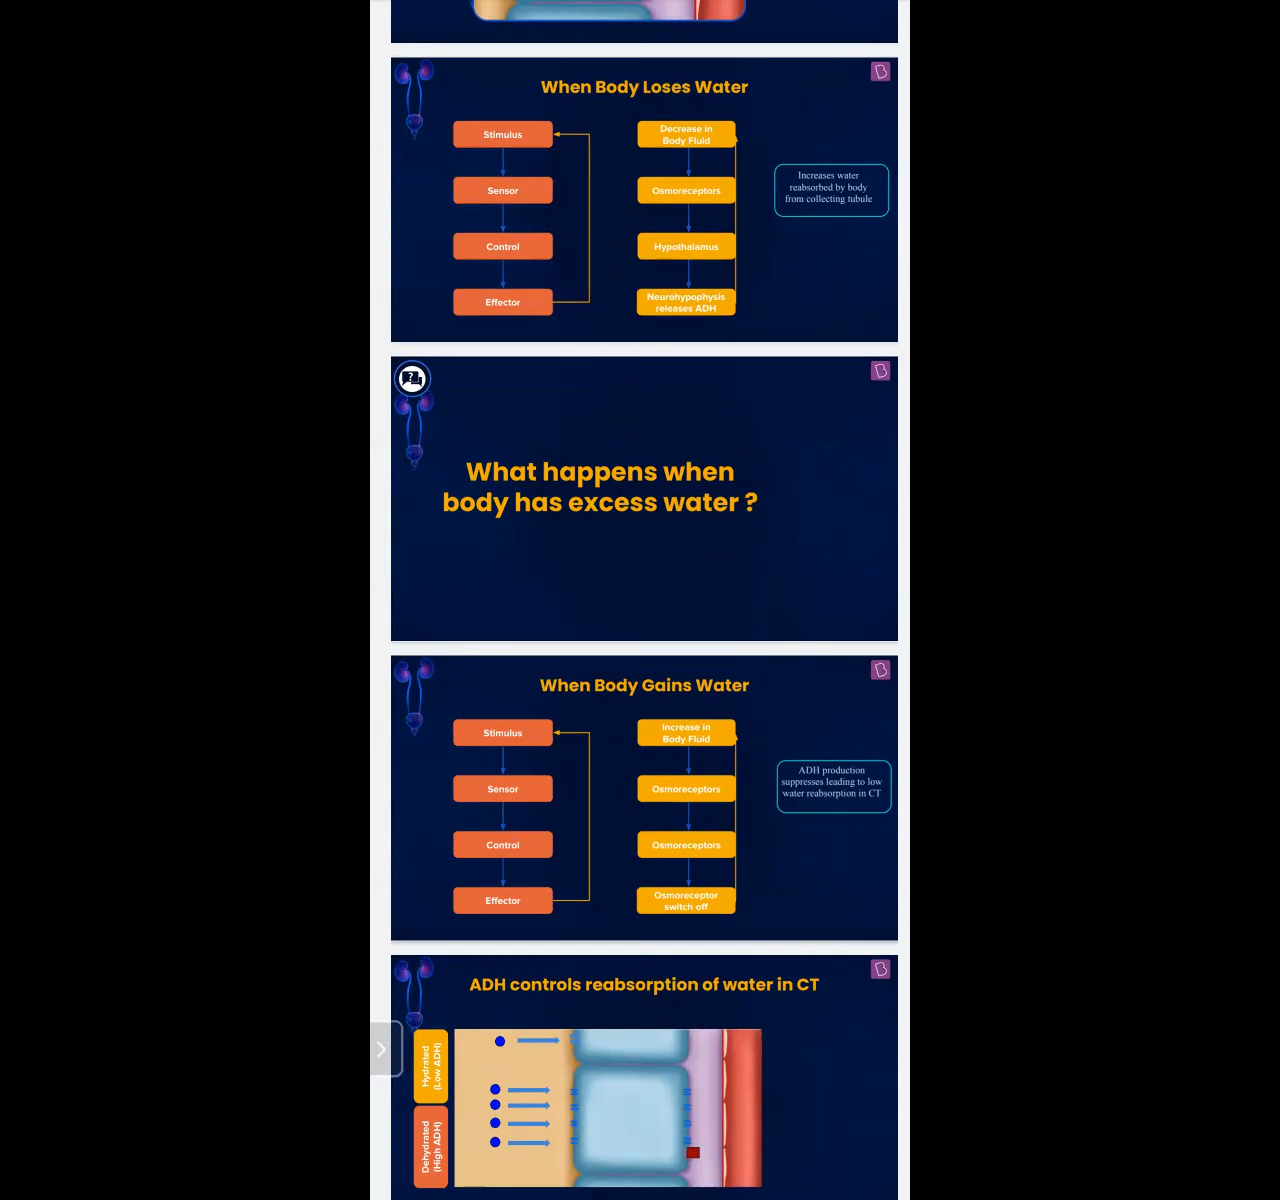 When Body Loses Water
Stimulus
Sensor
Control
Effector
Decrease in
Body Fluid
Osmoreceptors
Hypothalamus
Neurohypophysis
releases ADH
Increases water
reabsorbed by body
from collecting tubule
?
What happens when
body has excess water ?
When Body Gains Water
Stimulus
Sensor
Control
Effector
Increase in
Body Fluid
Osmoreceptors
Osmoreceptors
Osmoreceptor
switch off
ADH production
suppresses leading to low
water reabsorption in CT
ADH controls reabsorption of water in CT
Hydrated
(Low ADH)
Dehydrated
(High ADH)